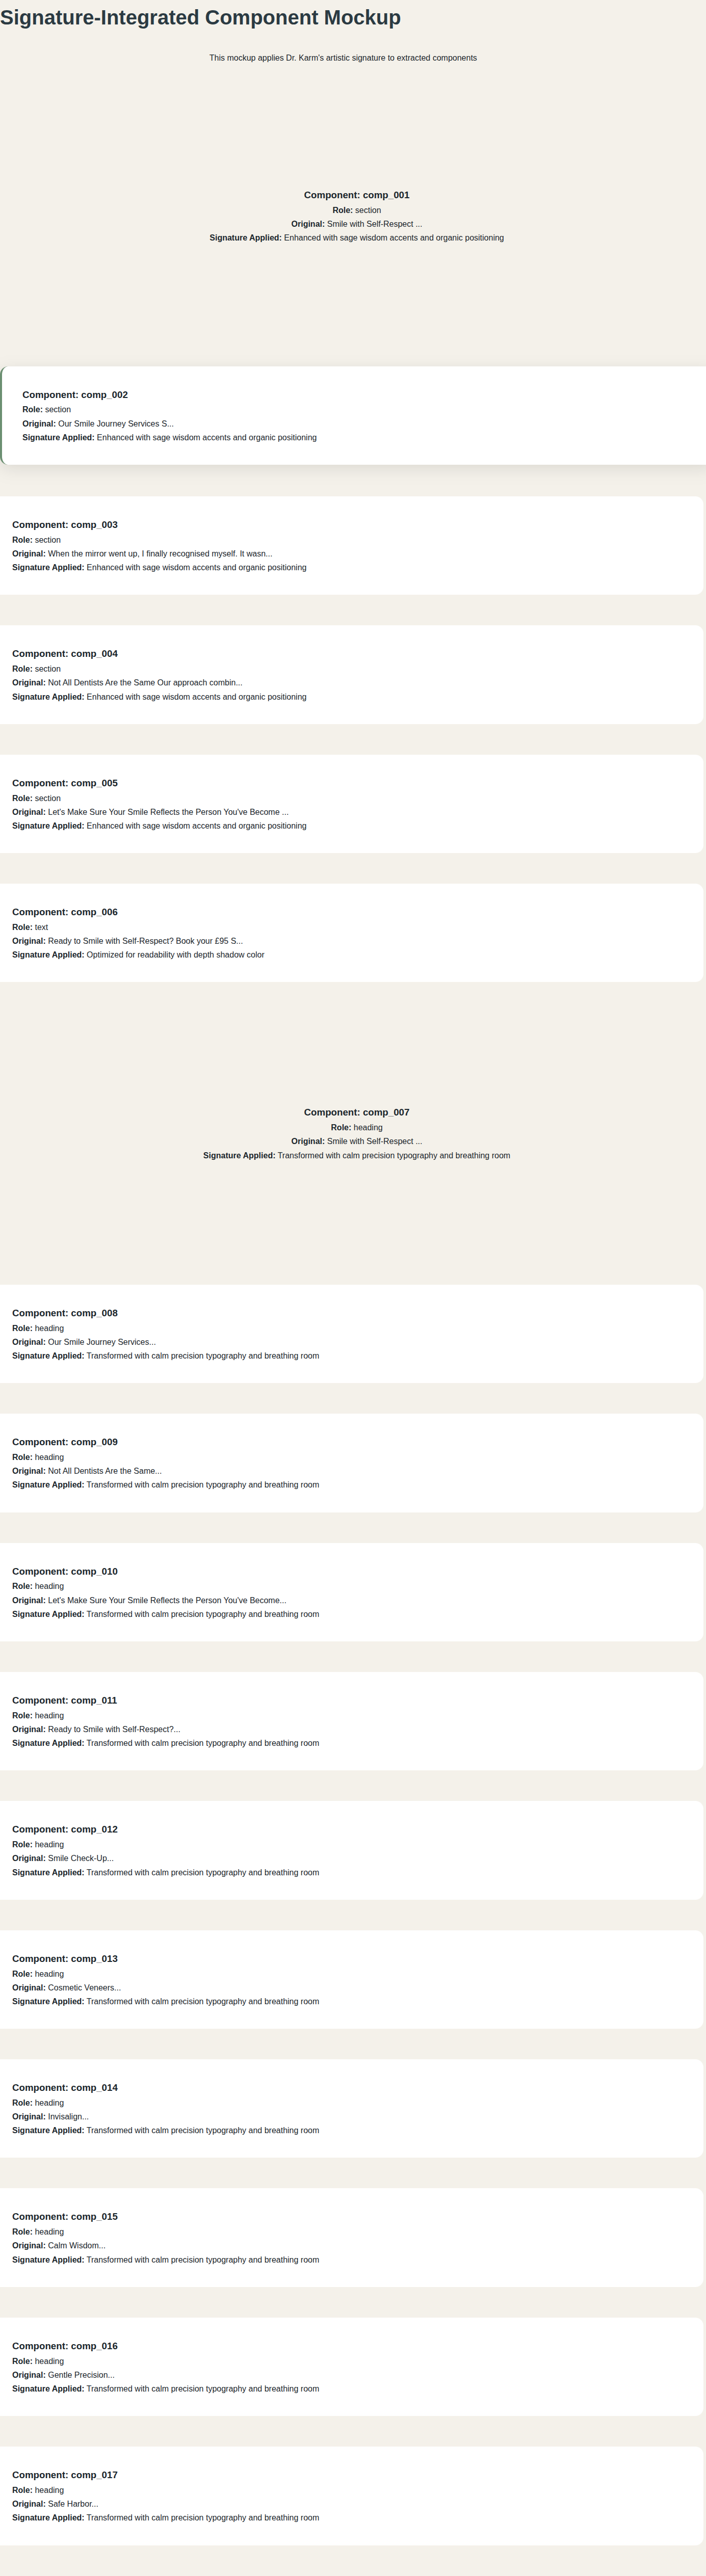 Signature-Integrated Component Mockup
This mockup applies Dr. Karm's artistic signature to extracted components
Component: comp_001
Role: section
Original: Smile with Self-Respect ...
Signature Applied: Enhanced with sage wisdom accents and organic positioning
Component: comp_002
Role: section
Original: Our Smile Journey Services S...
Signature Applied: Enhanced with sage wisdom accents and organic positioning
Component: comp_003
Role: section
Original: When the mirror went up, I finally recognised myself. It wasn...
Signature Applied: Enhanced with sage wisdom accents and organic positioning
Component: comp_004
Role: section
Original: Not All Dentists Are the Same Our approach combin...
Signature Applied: Enhanced with sage wisdom accents and organic positioning
Component: comp_005
Role: section
Original: Let's Make Sure Your Smile Reflects the Person You've Become ...
Signature Applied: Enhanced with sage wisdom accents and organic positioning
Component: comp_006
Role: text
Original: Ready to Smile with Self-Respect? Book your £95 S...
Signature Applied: Optimized for readability with depth shadow color
Component: comp_007
Role: heading
Original: Smile with Self-Respect ...
Signature Applied: Transformed with calm precision typography and breathing room
Component: comp_008
Role: heading
Original: Our Smile Journey Services...
Signature Applied: Transformed with calm precision typography and breathing room
Component: comp_009
Role: heading
Original: Not All Dentists Are the Same...
Signature Applied: Transformed with calm precision typography and breathing room
Component: comp_010
Role: heading
Original: Let's Make Sure Your Smile Reflects the Person You've Become...
Signature Applied: Transformed with calm precision typography and breathing room
Component: comp_011
Role: heading
Original: Ready to Smile with Self-Respect?...
Signature Applied: Transformed with calm precision typography and breathing room
Component: comp_012
Role: heading
Original: Smile Check-Up...
Signature Applied: Transformed with calm precision typography and breathing room
Component: comp_013
Role: heading
Original: Cosmetic Veneers...
Signature Applied: Transformed with calm precision typography and breathing room
Component: comp_014
Role: heading
Original: Invisalign...
Signature Applied: Transformed with calm precision typography and breathing room
Component: comp_015
Role: heading
Original: Calm Wisdom...
Signature Applied: Transformed with calm precision typography and breathing room
Component: comp_016
Role: heading
Original: Gentle Precision...
Signature Applied: Transformed with calm precision typography and breathing room
Component: comp_017
Role: heading
Original: Safe Harbor...
Signature Applied: Transformed with calm precision typography and breathing room